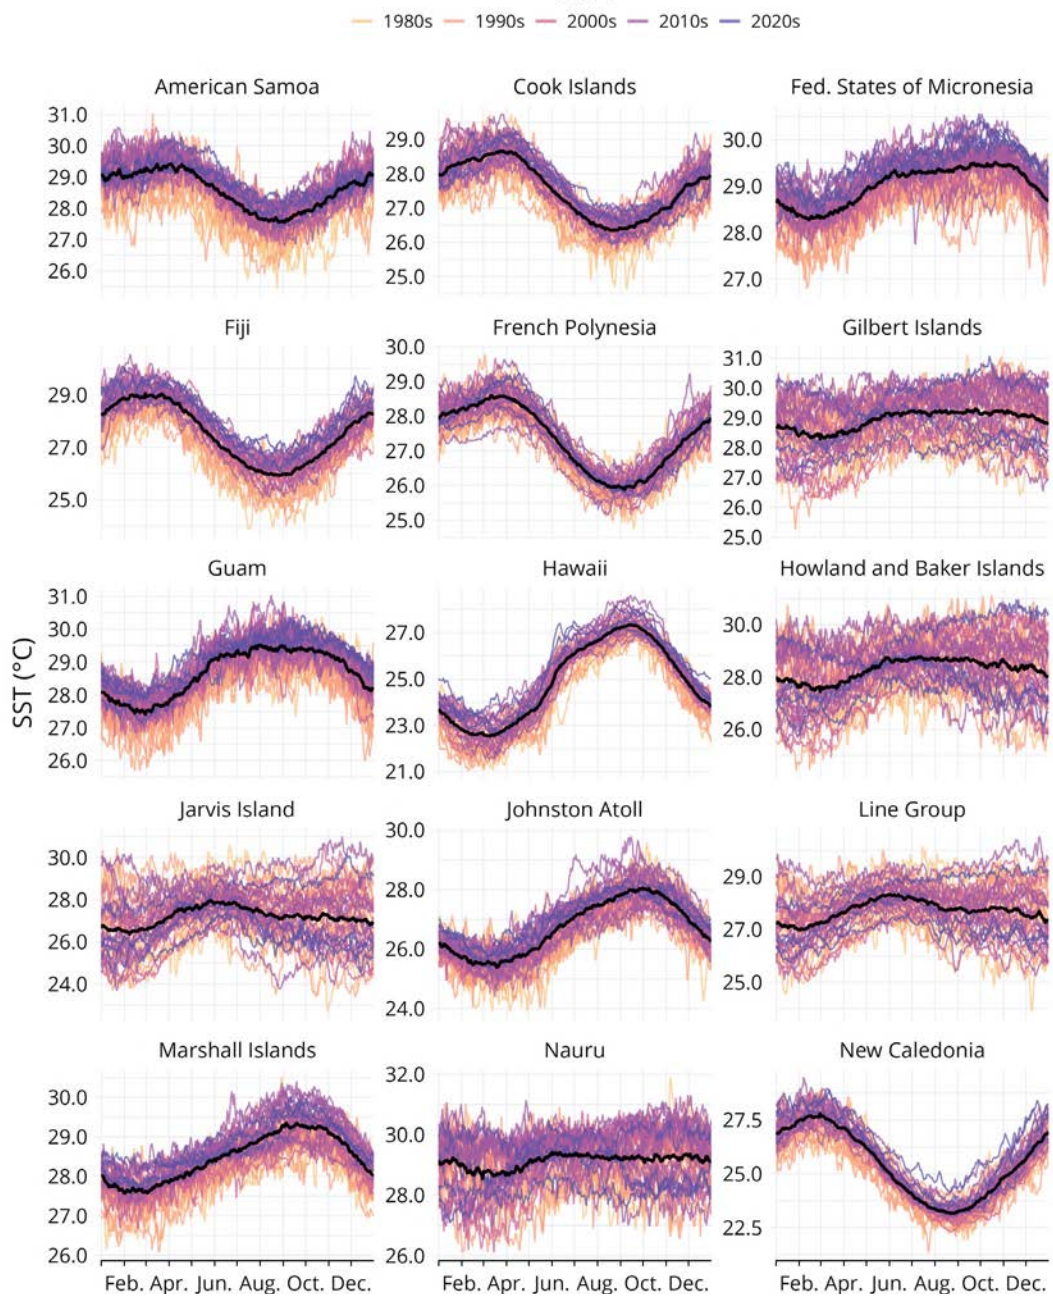 1980s 1990s 2000s 2010s 2020s
American Samoa Cook Islands Fed. States of Micronesia
31.0 30.0 29.0 28.0 27.0 26.0
29.0 28.0 27.0 26.0 25.0
30.0 29.0 28.0 27.0
Fiji French Polynesia Gilbert Islands
29.0 27.0 25.0
30.0 29.0 28.0 27.0 26.0 25.0
31.0 30.0 29.0 28.0 27.0 26.0 25.0
Guam Hawaii Howland and Baker Islands
SST (°C)
31.0 30.0 29.0 28.0 27.0 26.0
27.0 25.0 23.0 21.0
30.0 28.0 26.0
Jarvis Island Johnston Atoll Line Group
30.0 28.0 26.0 24.0
30.0 28.0 26.0 24.0
29.0 27.0 25.0
Marshall Islands Nauru New Caledonia
30.0 29.0 28.0 27.0 26.0
32.0 30.0 28.0 26.0
27.5 25.0 22.5
Feb. Apr. Jun. Aug. Oct. Dec. Feb. Apr. Jun. Aug. Oct. Dec. Feb. Apr. Jun. Aug. Oct. Dec.